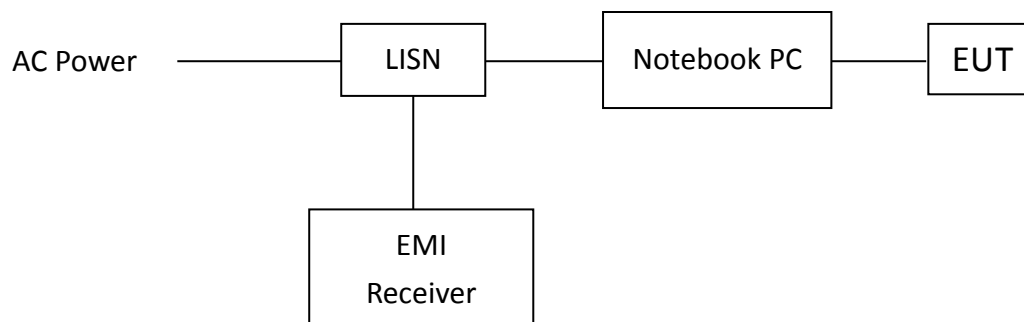 AC Power
LISN
Notebook PC
EUT
EMI
Receiver